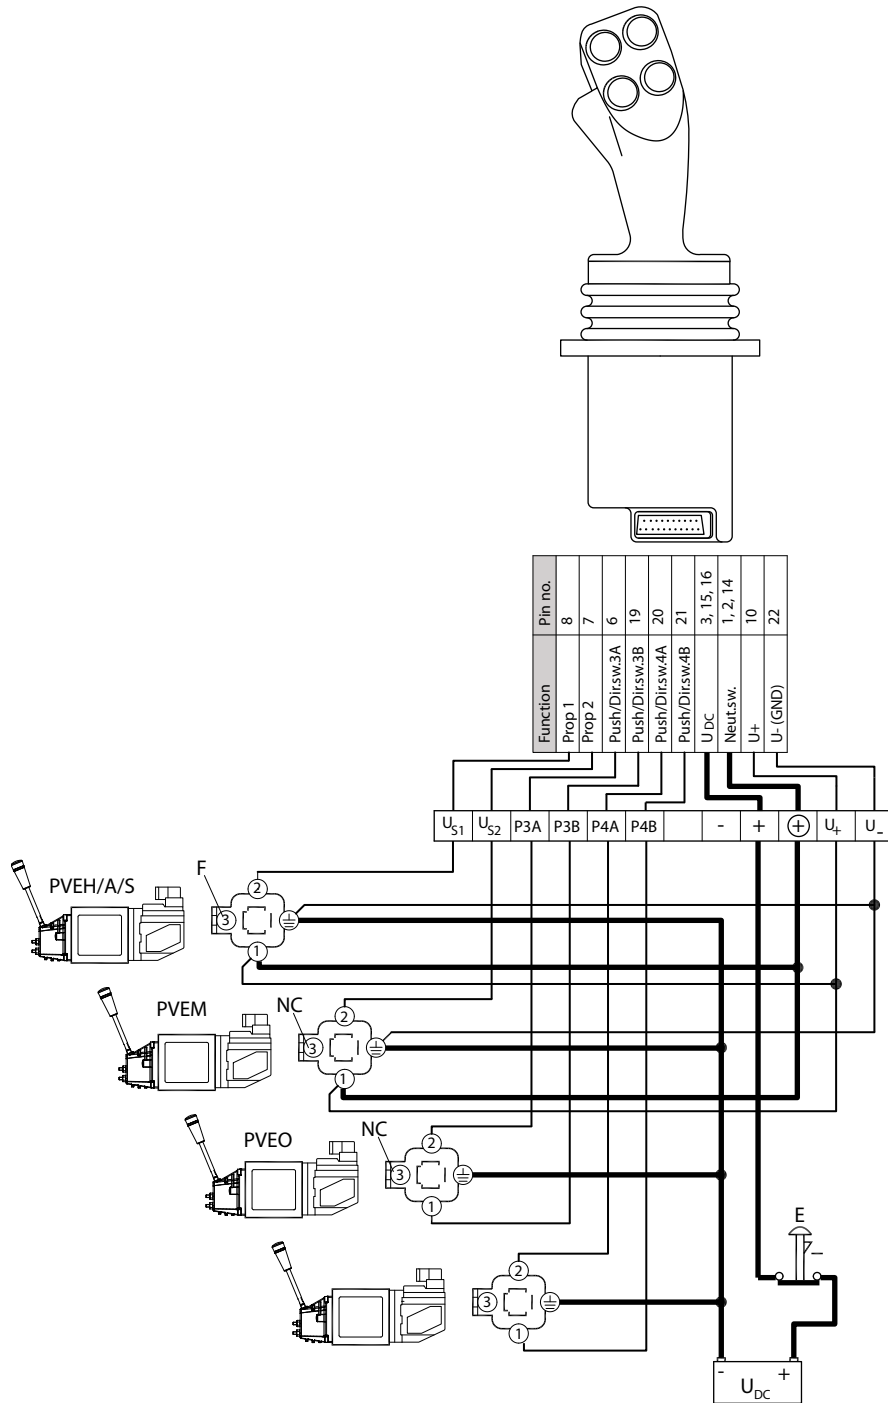 Function Pin no.
Prop 1 8
Prop 2 7
Push/Dir.sw.3A 6
Push/Dir.sw.3B 19
Push/Dir.sw.4A 20
Push/Dir.sw.4B 21
UDC 3, 15, 16
Neut.sw. 1, 2, 14
U+ 10
U- (GND) 22
US1 US2 P3A P3B P4A P4B - + + U+ U-
PVEH/A/S
F
2
3
1
PVEM
NC
2
3
1
PVEO
NC
2
3
1
E
2
3
1
- +
UDC